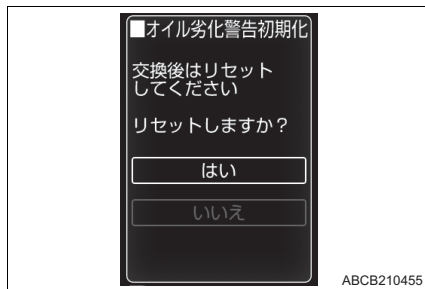 ■オイル劣化警告初期化
交換後はリセット
してください
リセットしますか？
はい
いいえ
ABCB210455